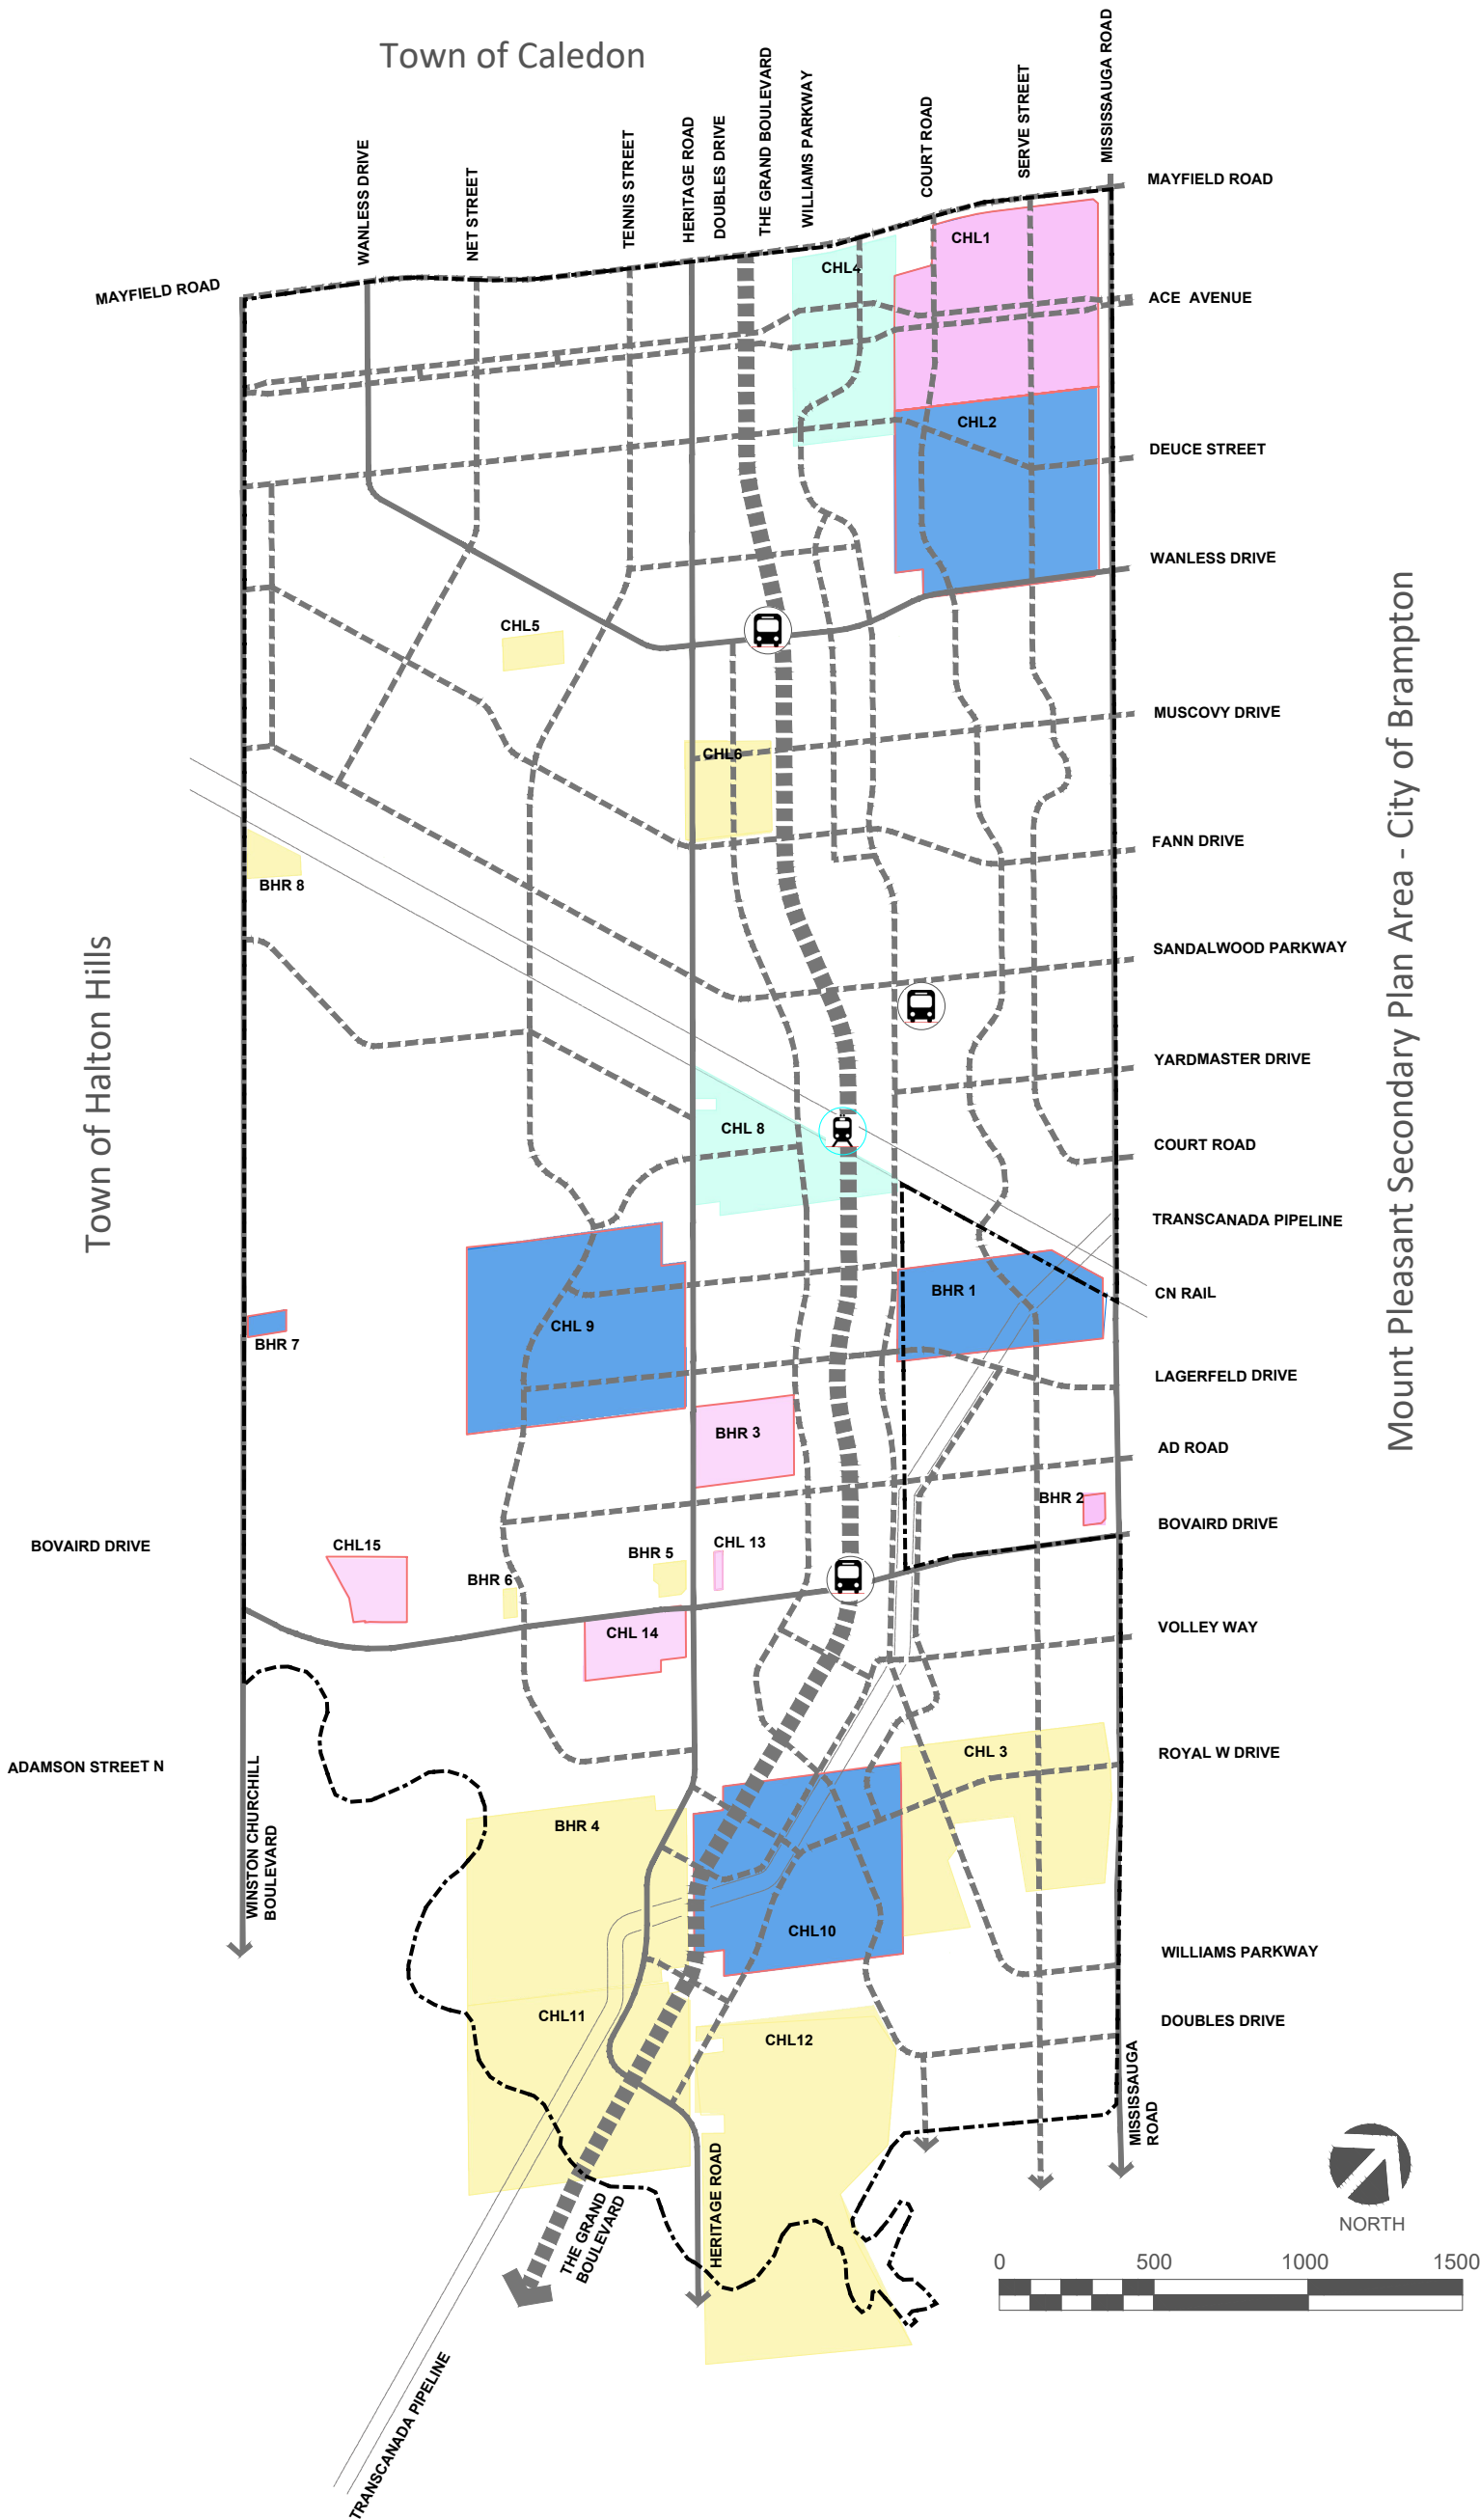 Town of Caledon
WANLESS DRIVE
NET STREET
TENNIS STREET
HERITAGE ROAD
DOUBLES DRIVE
THE GRAND BOULEVARD
WILLIAMS PARKWAY
COURT ROAD
SERVE STREET
MISSISSAUGA ROAD
MAYFIELD ROAD
MAYFIELD ROAD
CHL1
CHL4
ACE AVENUE
CHL2
DEUCE STREET
WANLESS DRIVE
CHL5
MUSCOVY DRIVE
CHL6
FANN DRIVE
BHR 8
SANDALWOOD PARKWAY
Town of Halton Hills
Mount Pleasant Secondary Plan Area - City of Brampton
YARDMASTER DRIVE
CHL 8
COURT ROAD
TRANSCANADA PIPELINE
BHR 1
CN RAIL
CHL 9
BHR 7
LAGERFELD DRIVE
BHR 3
AD ROAD
BHR 2
BOVAIRD DRIVE
BOVAIRD DRIVE
CHL15
CHL 13
BHR 5
BHR 6
CHL 14
VOLLEY WAY
CHL 3
ROYAL W DRIVE
ADAMSON STREET N
BHR 4
WINSTON CHURCHILL
BOULEVARD
CHL10
WILLIAMS PARKWAY
CHL11
CHL12
DOUBLES DRIVE
MISSISSAUGA
ROAD
HERITAGE ROAD
THE GRAND
BOULEVARD
NORTH
0 500 1000 1500
TRANSCANADA PIPELINE